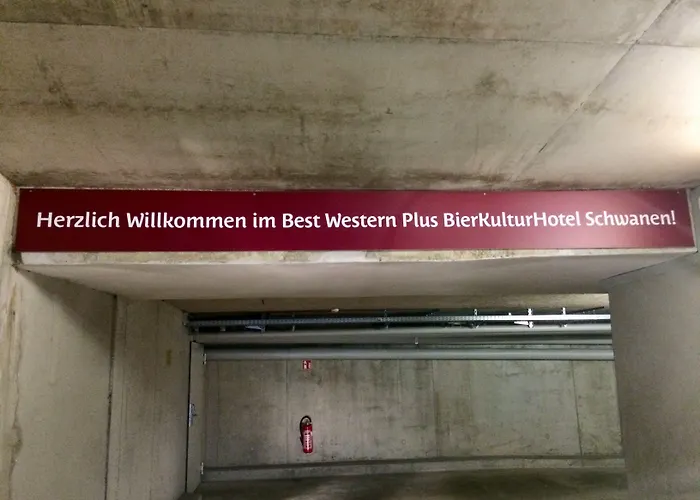 Herzlich Willkommen im Best Western Plus BierKulturHotel Schwanen!